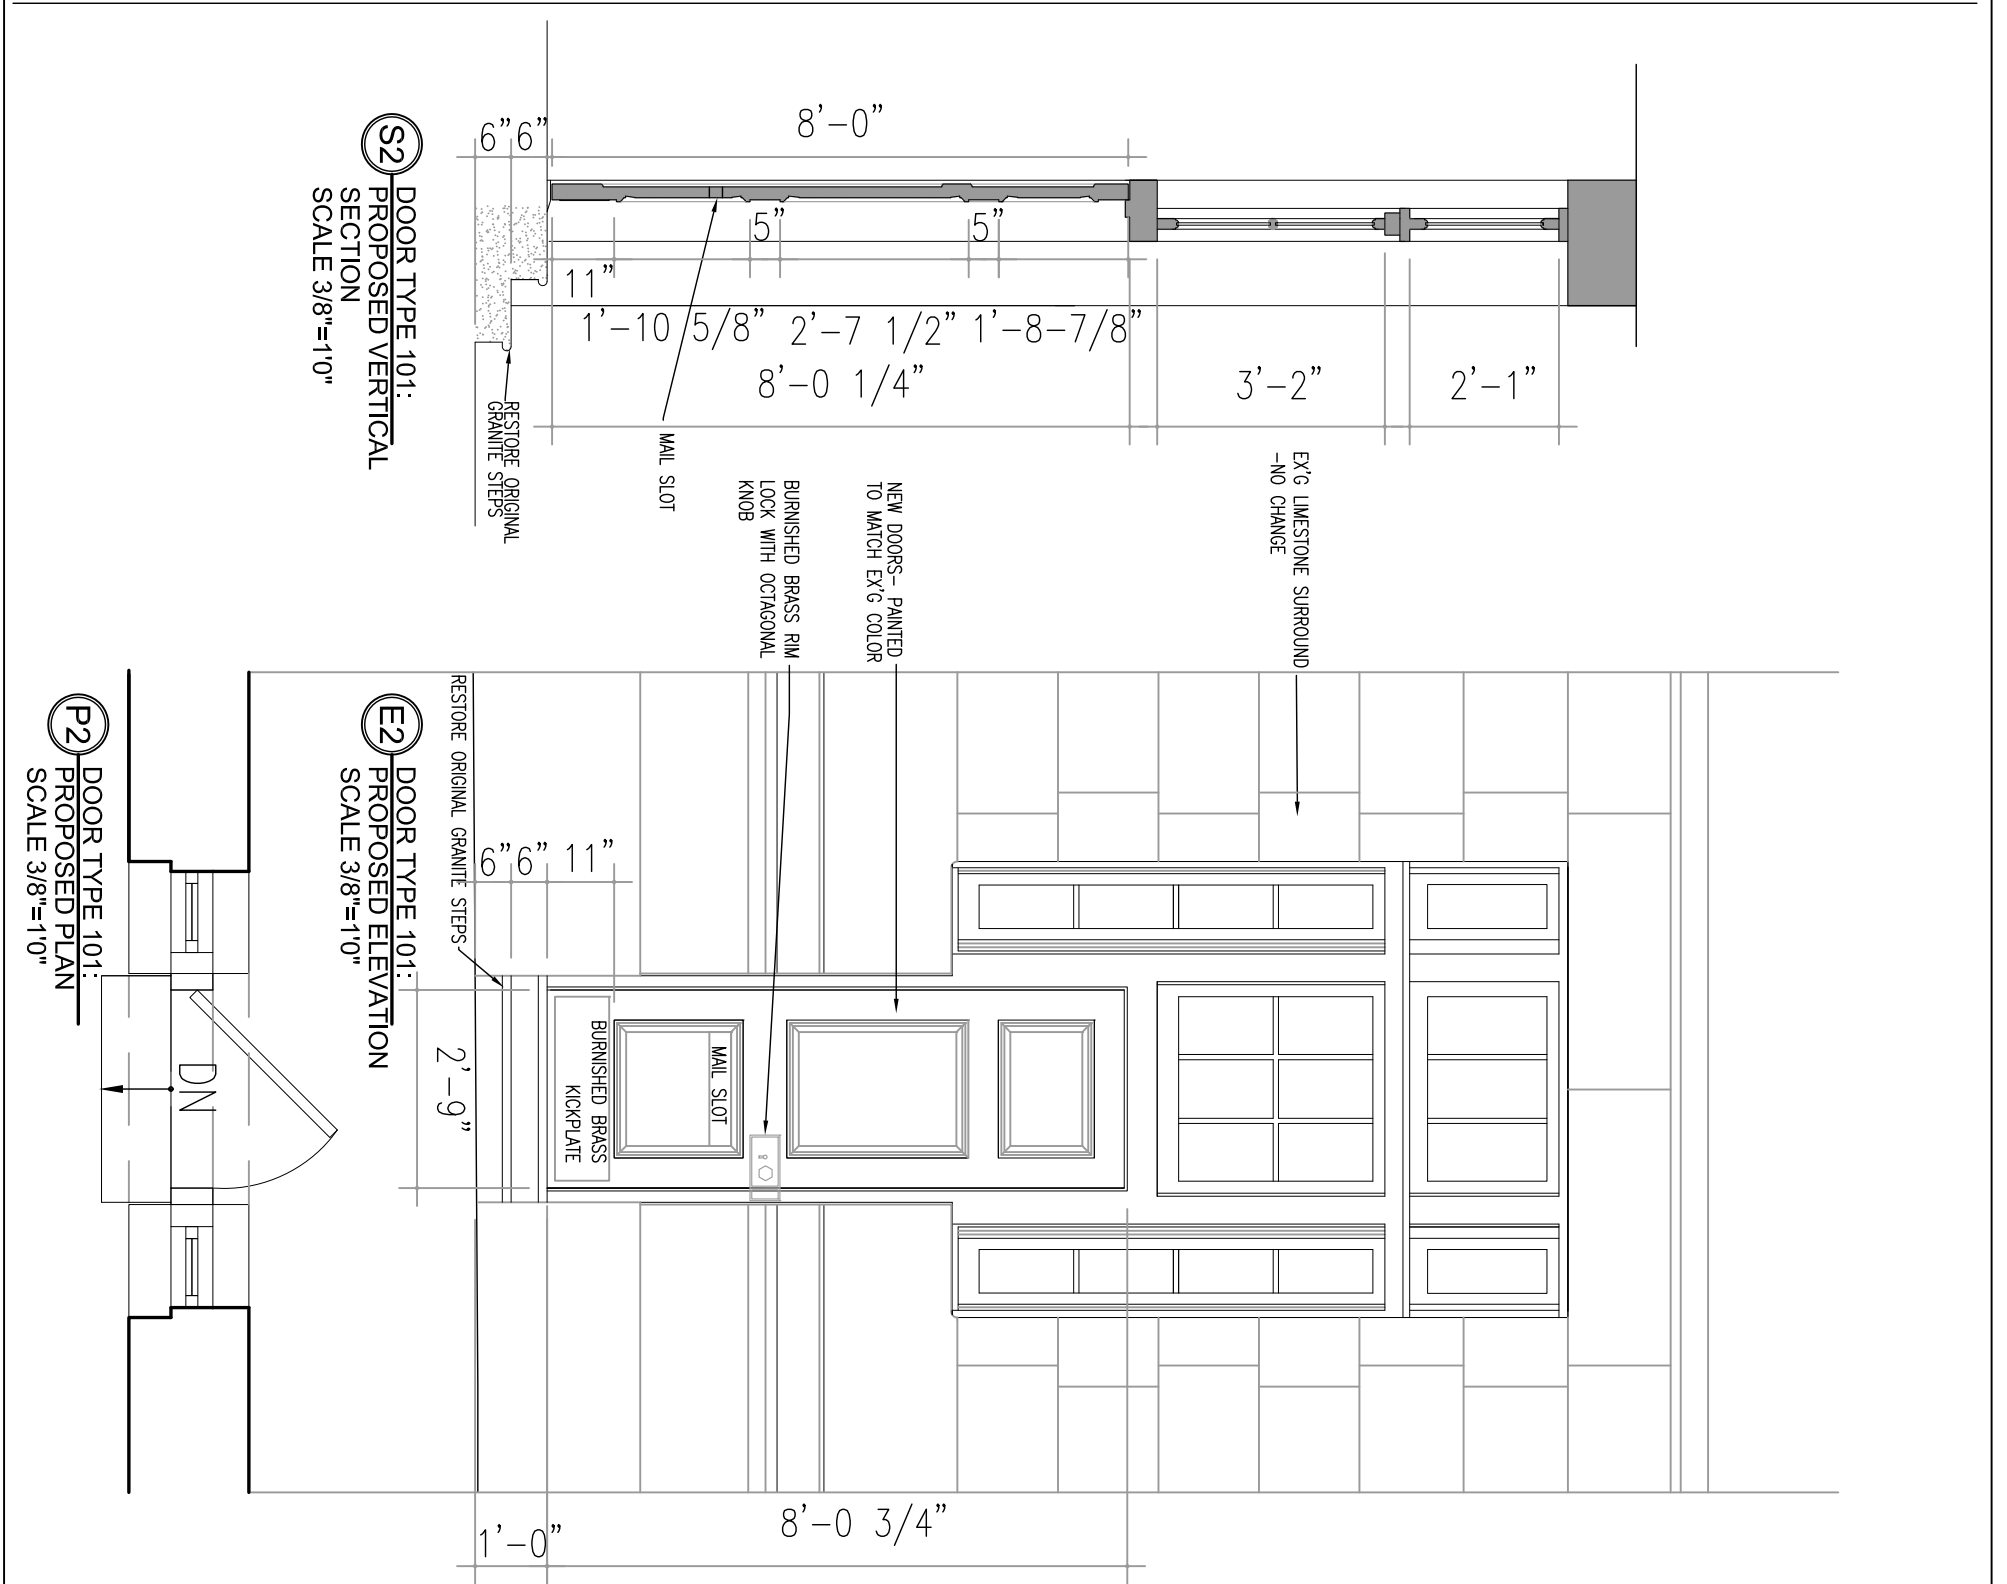 6" 6"
8'-0"
5"
5"
11"
1'-10 5/8"
2'-7 1/2"
1'-8-7/8"
8'-0 1/4"
3'-2"
2'-1"
S2
DOOR TYPE 101:
PROPOSED VERTICAL
SECTION
SCALE 3/8"=1'0"
RESTORE ORIGINAL
GRANITE STEPS
MAIL SLOT
BURNISHED BRASS RIM
LOCK WITH OCTAGONAL
KNOB
NEW DOORS- PAINTED
TO MATCH EX'G COLOR
EX'G LIMESTONE SURROUND
-NO CHANGE
E2
DOOR TYPE 101:
PROPOSED ELEVATION
SCALE 3/8"=1'0"
RESTORE ORIGINAL GRANITE STEPS
6" 6" 11"
2'-9"
BURNISHED BRASS
KICKPLATE
MAIL SLOT
1'-0"
8'-0 3/4"
P2
DOOR TYPE 101:
PROPOSED PLAN
SCALE 3/8"=1'0"
DN